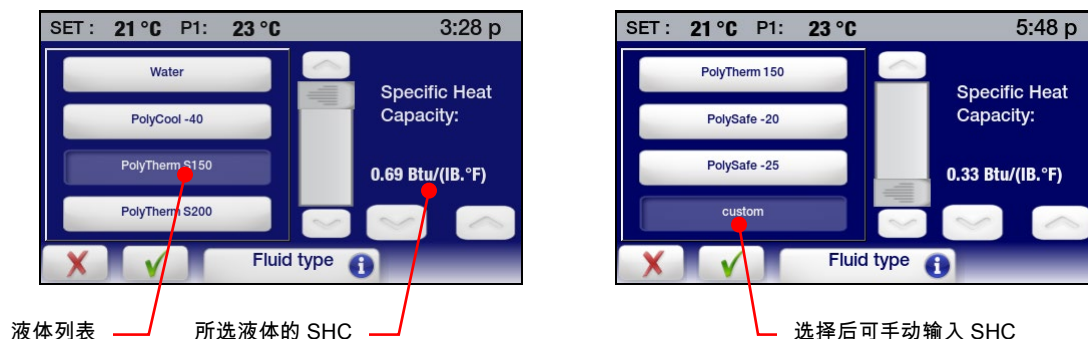 SET : 21 °C P1: 23 °C 3:28 p
Water
PolyCool -40
PolyTherm S150
PolyTherm S200
Specific Heat
Capacity:
0.69 Btu/(IB.°F)
Fluid type
液体列表
所选液体的 SHC
SET : 21 °C P1: 23 °C 5:48 p
PolyTherm 150
PolySafe -20
PolySafe -25
custom
Specific Heat
Capacity:
0.33 Btu/(IB.°F)
Fluid type
选择后可手动输入 SHC